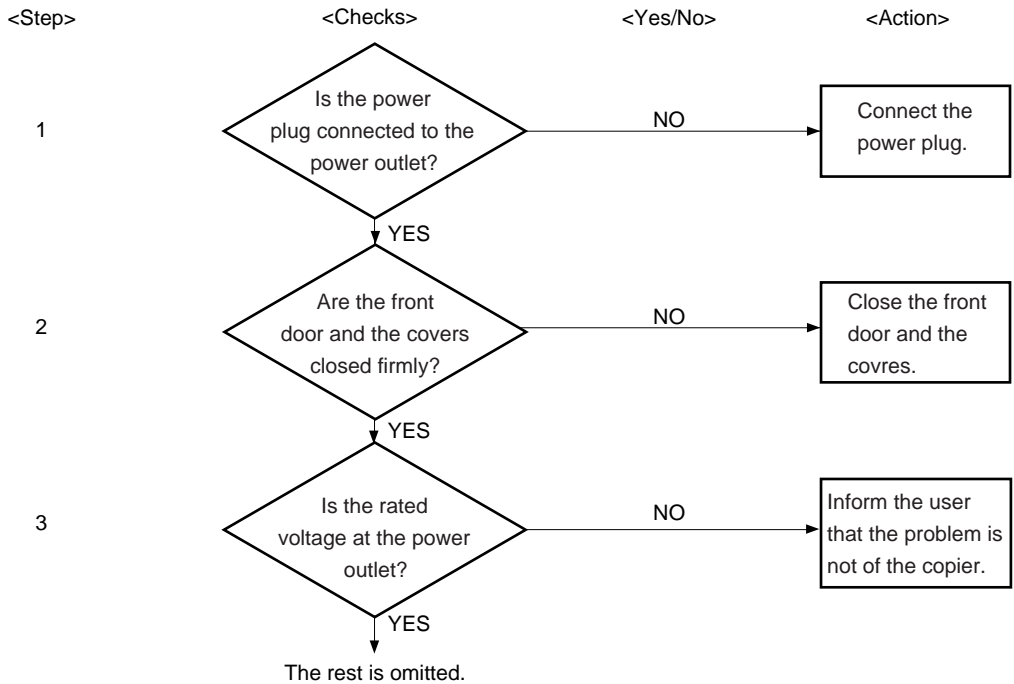 <Step>
<Checks>
<Yes/No>
<Action>
1
Is the power
plug connected to the
power outlet?
NO
Connect the
power plug.
YES
2
Are the front
door and the covers
closed firmly?
NO
Close the front
door and the
covres.
YES
3
Is the rated
voltage at the power
outlet?
NO
Inform the user
that the problem is
not of the copier.
YES
The rest is omitted.